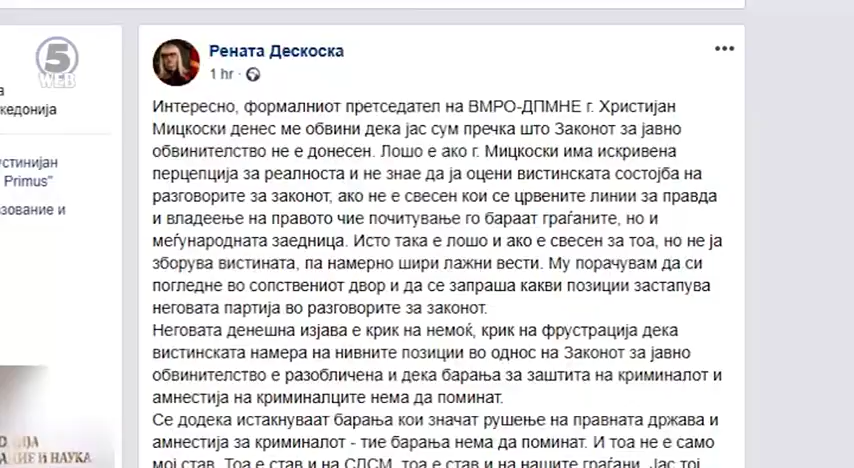 5
WEB
Рената Дескоска
1 hr
Интересно, формалниот претседател на ВМРО-ДПМНЕ г. Христијан
Мицкоски денес ме обвини дека јас сум пречка што Законот за јавно
обвинителство не е донесен. Лошо е ако г. Мицкоски има искривена
перцепција за реалноста и не знае да ја оцени вистинската состојба на
разговорите за законот, ако не е свесен кои се црвените линии за правда
и владеење на правото чие почитување го бараат граѓаните, но и
меѓународната заедница. Исто така е лошо и ако е свесен за тоа, но не ја
зборува вистината, па намерно шири лажни вести. Му порачувам да си
погледне во сопствениот двор и да се запраша какви позиции застапува
неговата партија во разговорите за законот.
Неговата денешна изјава е крик на немоќ, крик на фрустрација дека
вистинската намера на нивните позиции во однос на Законот за јавно
обвинителство е разобличена и дека барања за заштита на криминалот и
амнестија на криминалците нема да поминат.
Се додека истакнуваат барања кои значат рушење на правната држава и
амнестија за криминалот - тие барања нема да поминат. И тоа не е само
мој став. Тоа е став и на СДСМ, тоа е став и на нашите граѓани. Јас тој
кедонија
устинијан
Primus"
зование и
ИЕ И НАУКА